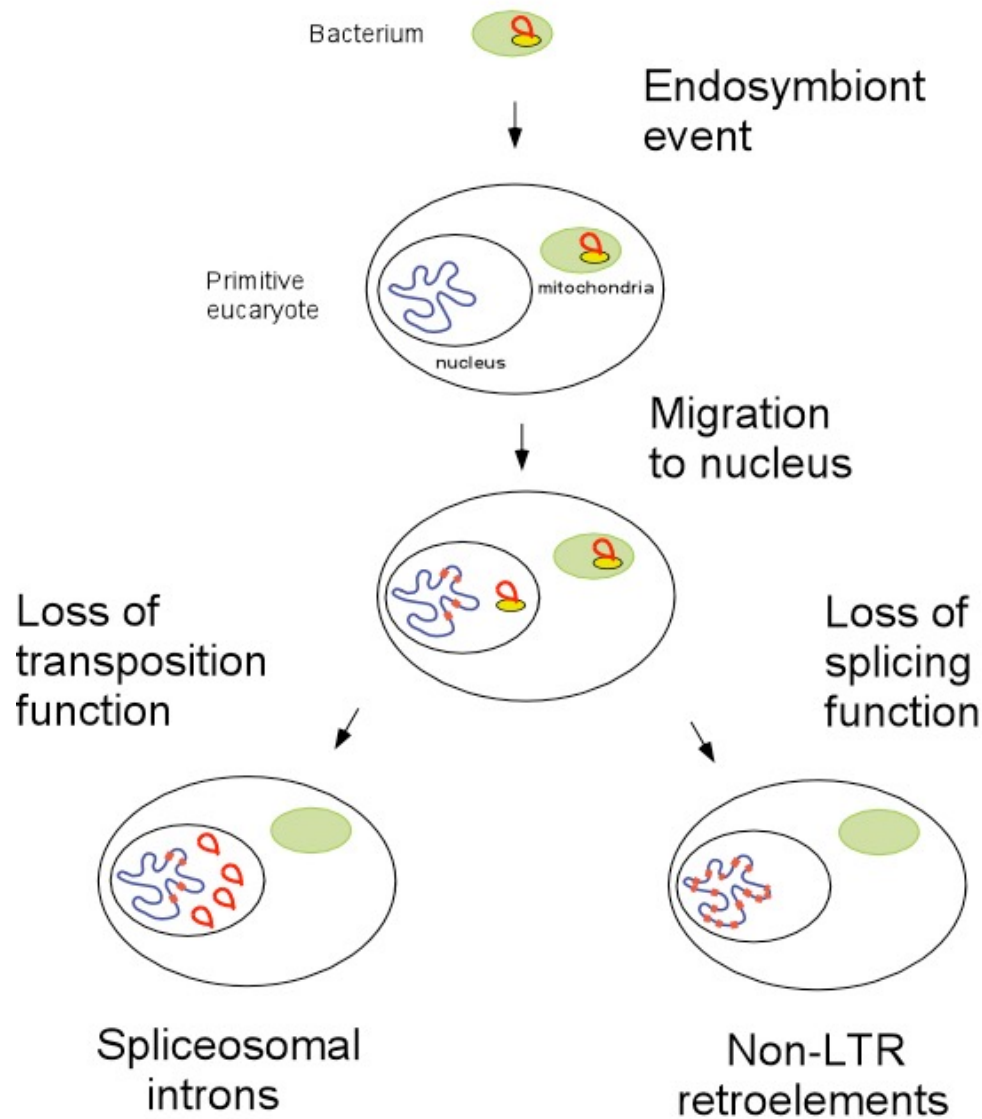 Bacterium
Endosymbiont
event
Primitive
eucaryote
mitochondria
nucleus
Migration
to nucleus
Loss of
transposition
function
Loss of
splicing
function
Spliceosomal
introns
Non-LTR
retroelements